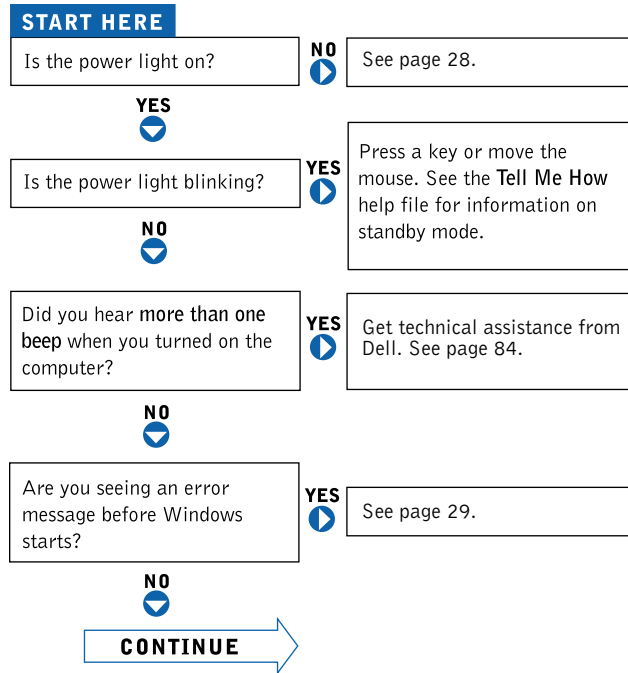 START HERE
Is the power light on?
NO
See page 28.
YES
Is the power light blinking?
YES
Press a key or move the
mouse. See the Tell Me How
help file for information on
standby mode.
NO
Did you hear more than one
beep when you turned on the
computer?
YES
Get technical assistance from
Dell. See page 84.
NO
Are you seeing an error
message before Windows
starts?
YES
See page 29.
NO
CONTINUE